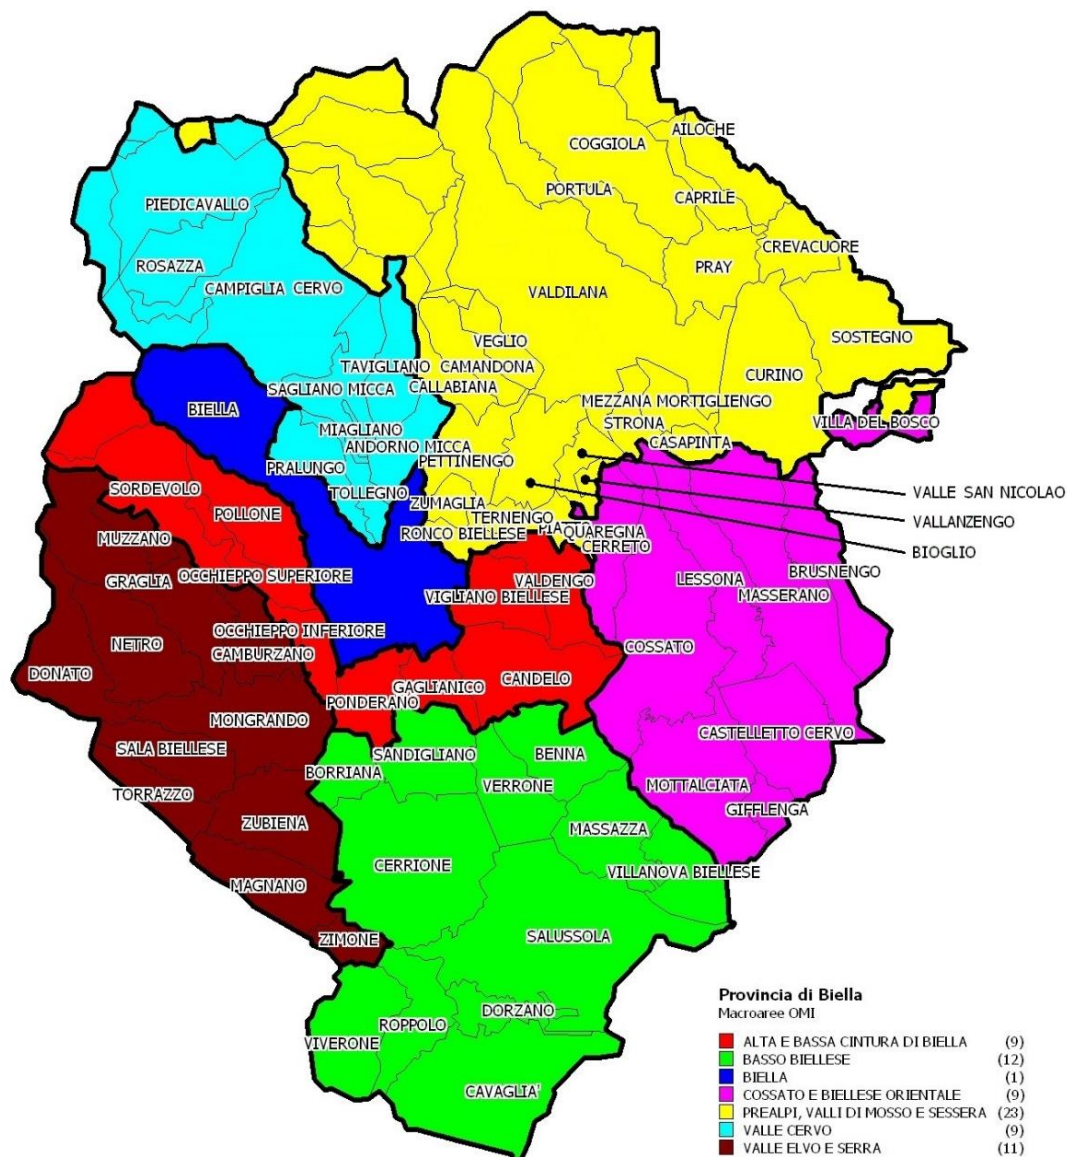 AILOCHE
COGGIOLA
PORTULA
CAPRILE
PIEDICAVALLO
CREVACUORE
ROSAZZA
PRAY
CAMPIGLIA CERVO
VALDILANA
SOSTEGNO
VEGLIO
TAVIGLIANO
CAMANDONA
CURINO
SAGLIANO MICCA
CALLABIANA
BIELLA
MEZZANA MORTIGLIENGO
STRONA
VILLA DEL BOSCO
MIAGLIANO
ANDORNO MICCA
CASAPINTA
PRALUNGO
PETTINENGO
SORDEVOLO
TOLLEGNO
VALLE SAN NICOLAO
ZUMAGLIA
POLLONE
TERNENGO
VALLANZENGO
RONCO BIELLESE
QUAREGNA
CERRETO
MUZZANO
BIOGLIO
OCCHIEPPO SUPERIORE
GRAGLIA
VALDENGO
LESSONA
BRUSNENGO
VIGLIANO BIELLESE
MASSERANO
OCCHIEPPO INFERIORE
NETRO
COSSATO
CAMBURZANO
DONATO
CANDELO
GAGLIANICO
PONDERANO
MONGRANDO
CASTELLETTO CERVO
SALA BIELLESE
SANDIGLIANO
BENNA
BORRIANA
VERRONE
MOTTALCIATA
TORRAZZO
GIFFLENGA
ZUBIENA
MASSAZZA
CERRIONE
VILLANOVA BIELLESE
MAGNANO
ZIMONE
SALUSSOLA
DORZANO
ROPPOLO
VIVERONE
CAVAGLIA'
Provincia di Biella
Macroaree OMI
ALTA E BASSA CINTURA DI BIELLA (9)
BASSO BIELLESE (12)
BIELLA (1)
COSSATO E BIELLESE ORIENTALE (9)
PREALPI, VALLI DI MOSSO E SESSERA (23)
VALLE CERVO (9)
VALLE ELVO E SERRA (11)